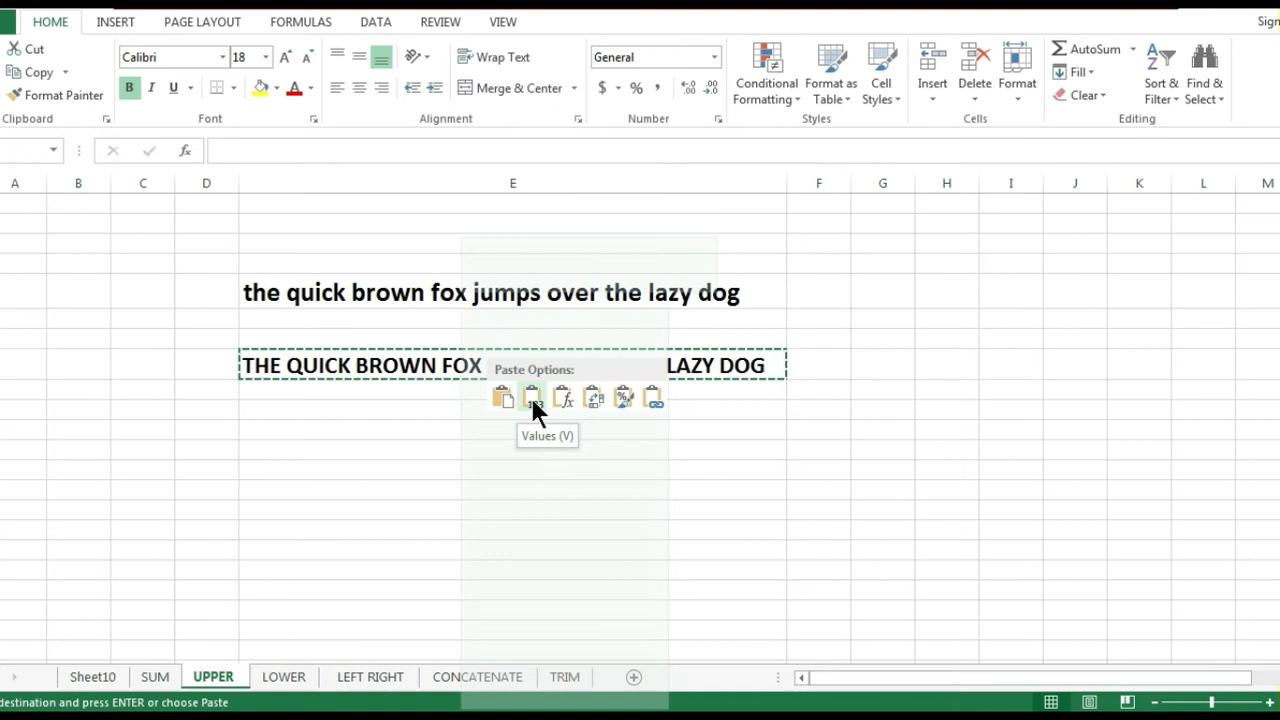 HOME INSERT PAGE LAYOUT FORMULAS DATA REVIEW VIEW
Cut
Copy
Format Painter
Calibri 18
B I U A
Wrap Text
Merge & Center
General
$ % ,
Conditional Formatting
Format as Table
Cell Styles
Insert
Delete
Format
AutoSum
Fill
Clear
Sort & Filter
Find & Select
Clipboard Font Alignment Number Styles Cells Editing
fx
A B C D E F G H I J K L M
the quick brown fox jumps over the lazy dog
THE QUICK BROWN FOX LAZY DOG
Paste Options:
Values (V)
Sheet10 SUM UPPER LOWER LEFT RIGHT CONCATENATE TRIM
destination and press ENTER or choose Paste